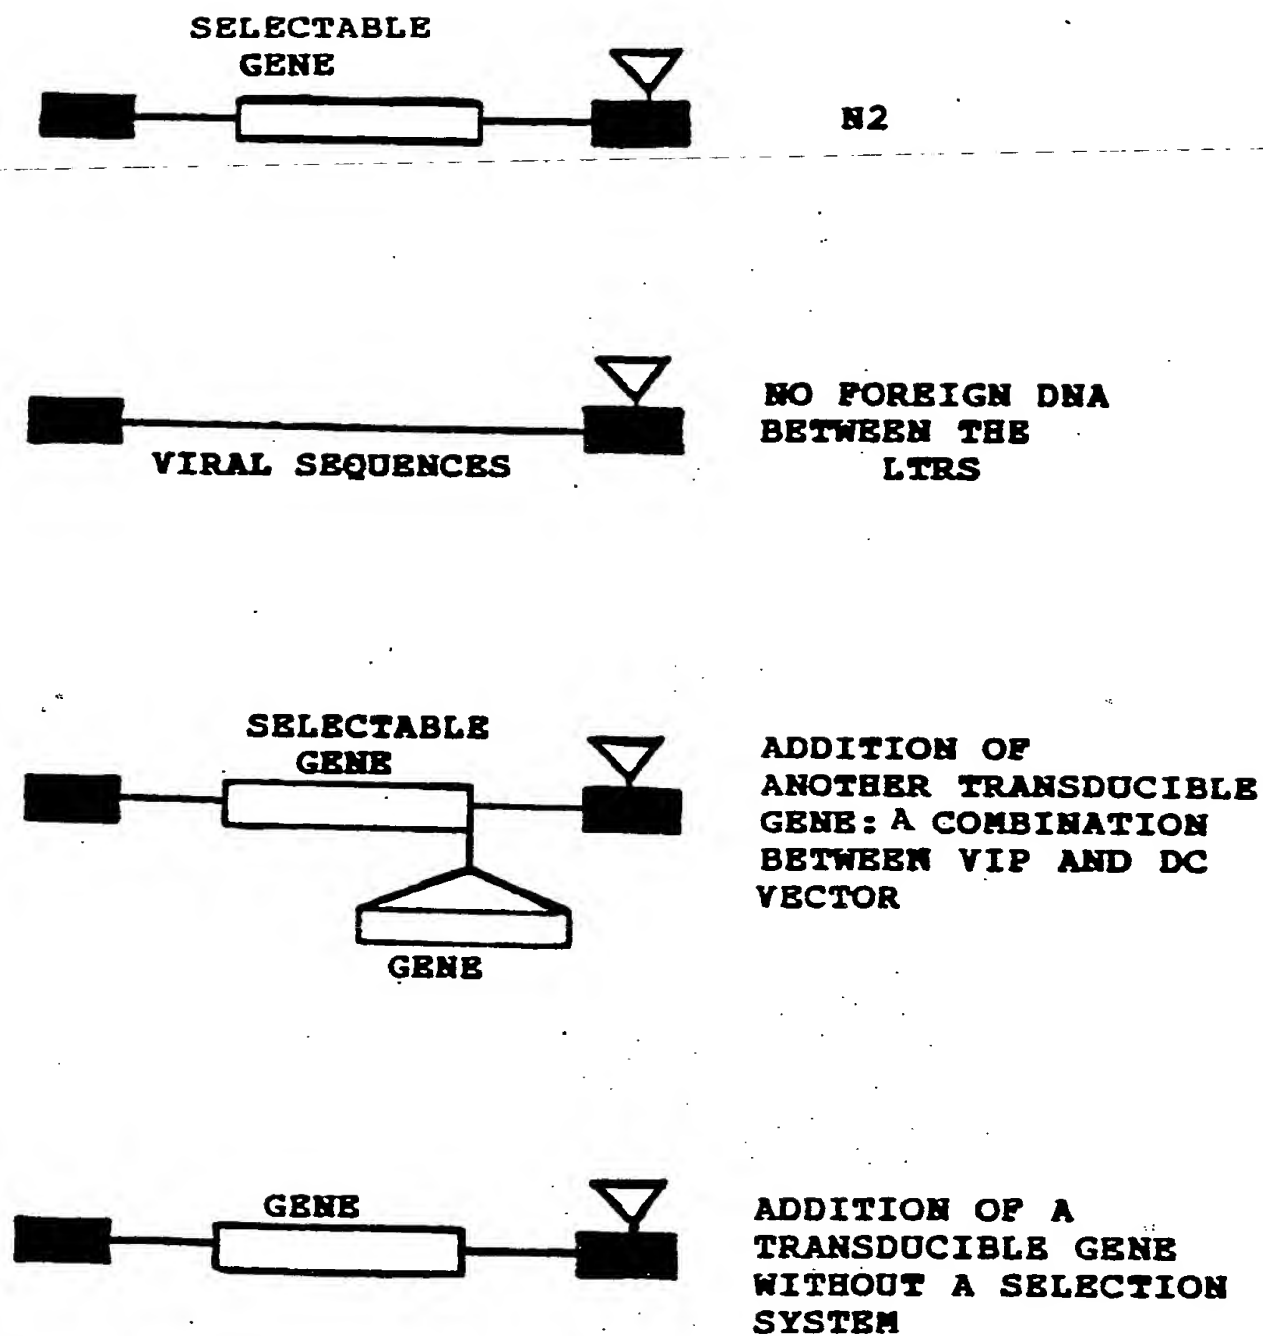 SELECTABLE
GENE
N2
NO FOREIGN DNA
BETWEEN THE
LTRS
VIRAL SEQUENCES
SELECTABLE
GENE
GENE
ADDITION OF
ANOTHER TRANSDUCIBLE
GENE: A COMBINATION
BETWEEN VIP AND DC
VECTOR
GENE
ADDITION OF A
TRANSDUCIBLE GENE
WITHOUT A SELECTION
SYSTEM